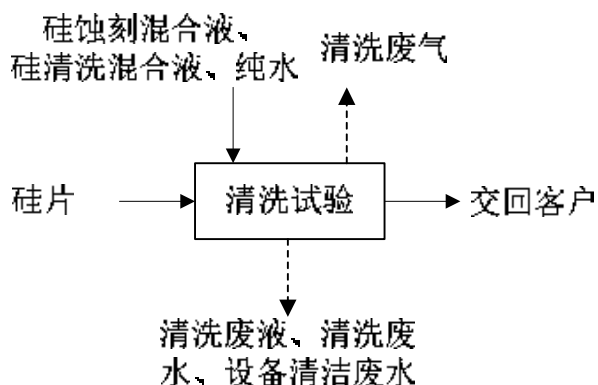 硅蚀刻混合液、
硅清洗混合液、纯水
清洗废气
硅片
清洗试验
交回客户
清洗废液、清洗废
水、设备清洁废水